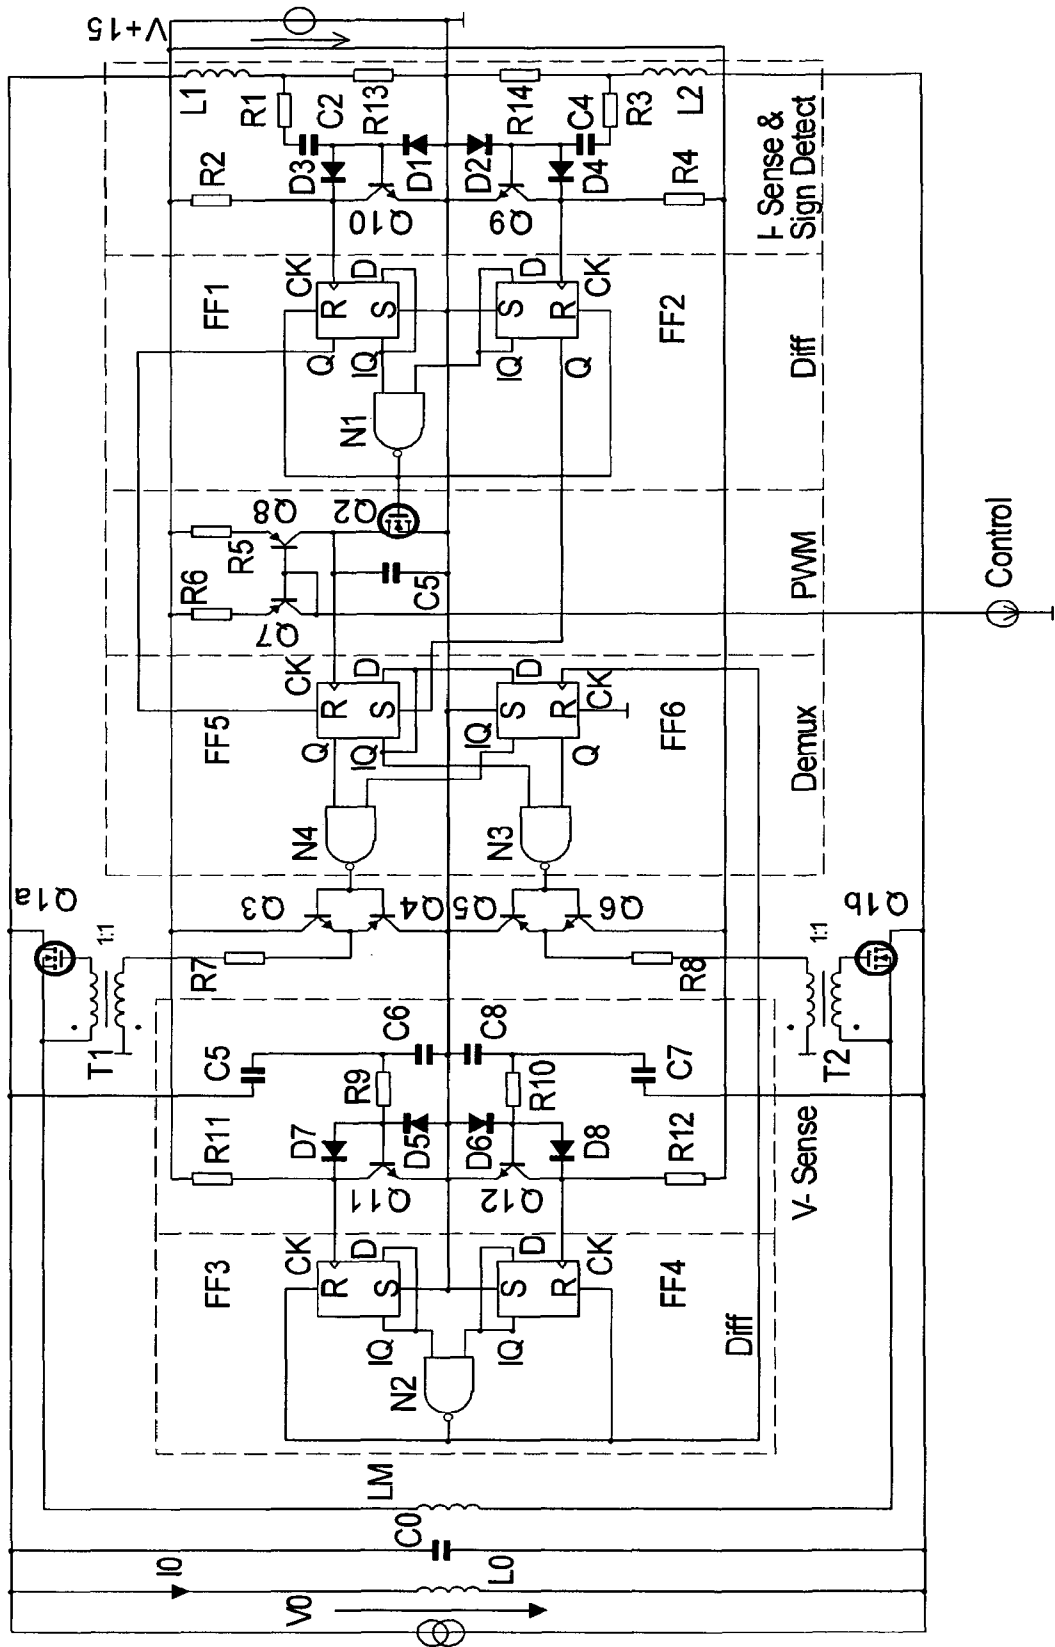 V+15
L1
R1
C2
R13
R14
C4
R3
L2
R2
D3
D1
D2
D4
R4
Q10
Q9
I- Sense &
Sign Detect
FF1
CK
R
D
S
Q
IQ
N1
S
D
R
CK
IQ
Q
FF2
Diff
R6
R5
Q8
Q7
Q2
C5
PWM
Control
FF5
CK
R
D
S
Q
IQ
N4
S
D
R
CK
IQ
Q
N3
FF6
Demux
Q1a
1:1
T1
R7
Q3
Q4
Q5
Q6
R8
1:1
T2
Q1b
C5
C6
C8
C7
R9
R10
R11
D7
D5
D6
D8
R12
Q11
Q12
V- Sense
FF3
CK
R
D
S
IQ
N2
S
D
R
CK
IQ
FF4
Diff
LM
C0
I0
L0
V0